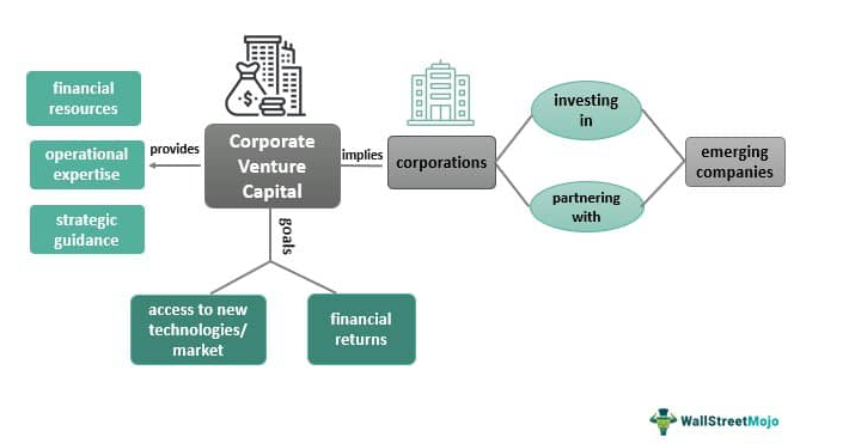 financial
resources
operational
expertise
strategic
guidance
provides
$
Corporate
Venture
Capital
implies
corporations
investing
in
partnering
with
emerging
companies
goals
access to new
technologies/
market
financial
returns
WallStreetMojo